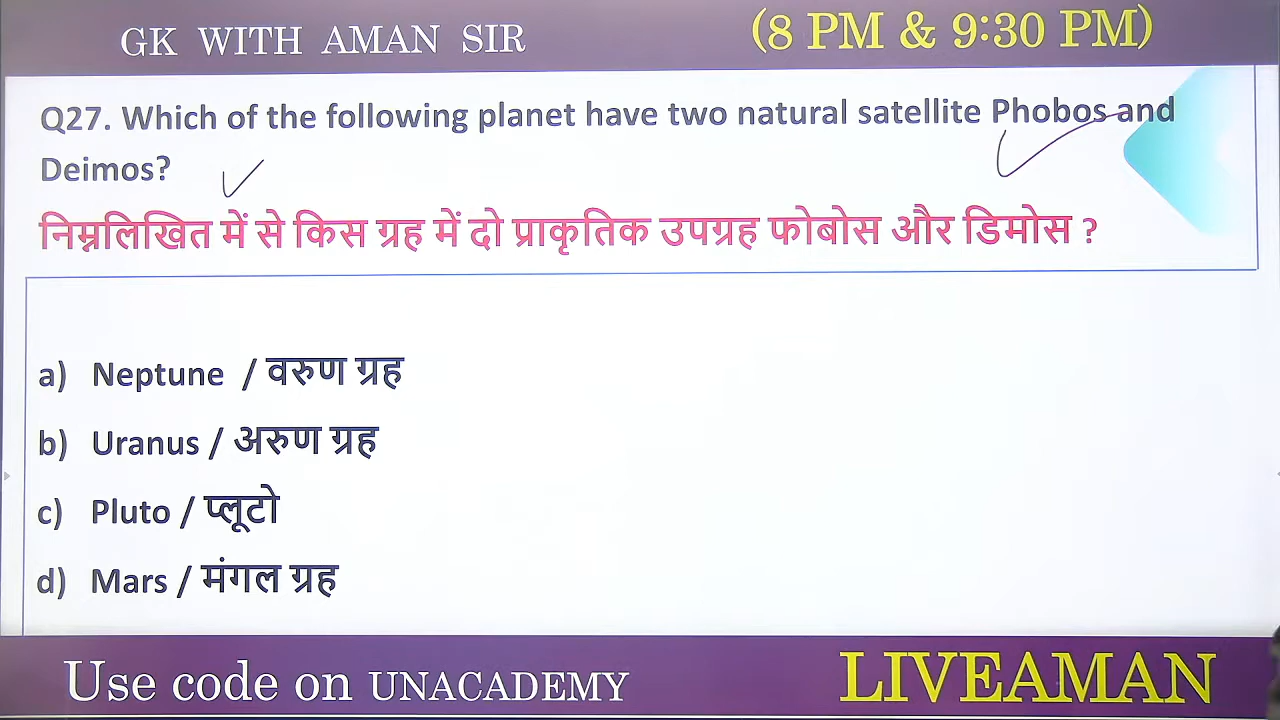 GK WITH AMAN SIR
(8 PM & 9:30 PM)
Q27. Which of the following planet have two natural satellite Phobos and
Deimos?
निम्नलिखित में से किस ग्रह में दो प्राकृतिक उपग्रह फोबोस और डिमोस ?
a) Neptune / वरुण ग्रह
b) Uranus / अरुण ग्रह
c) Pluto / प्लूटो
d) Mars / मंगल ग्रह
Use code on UNACADEMY
LIVEAMAN